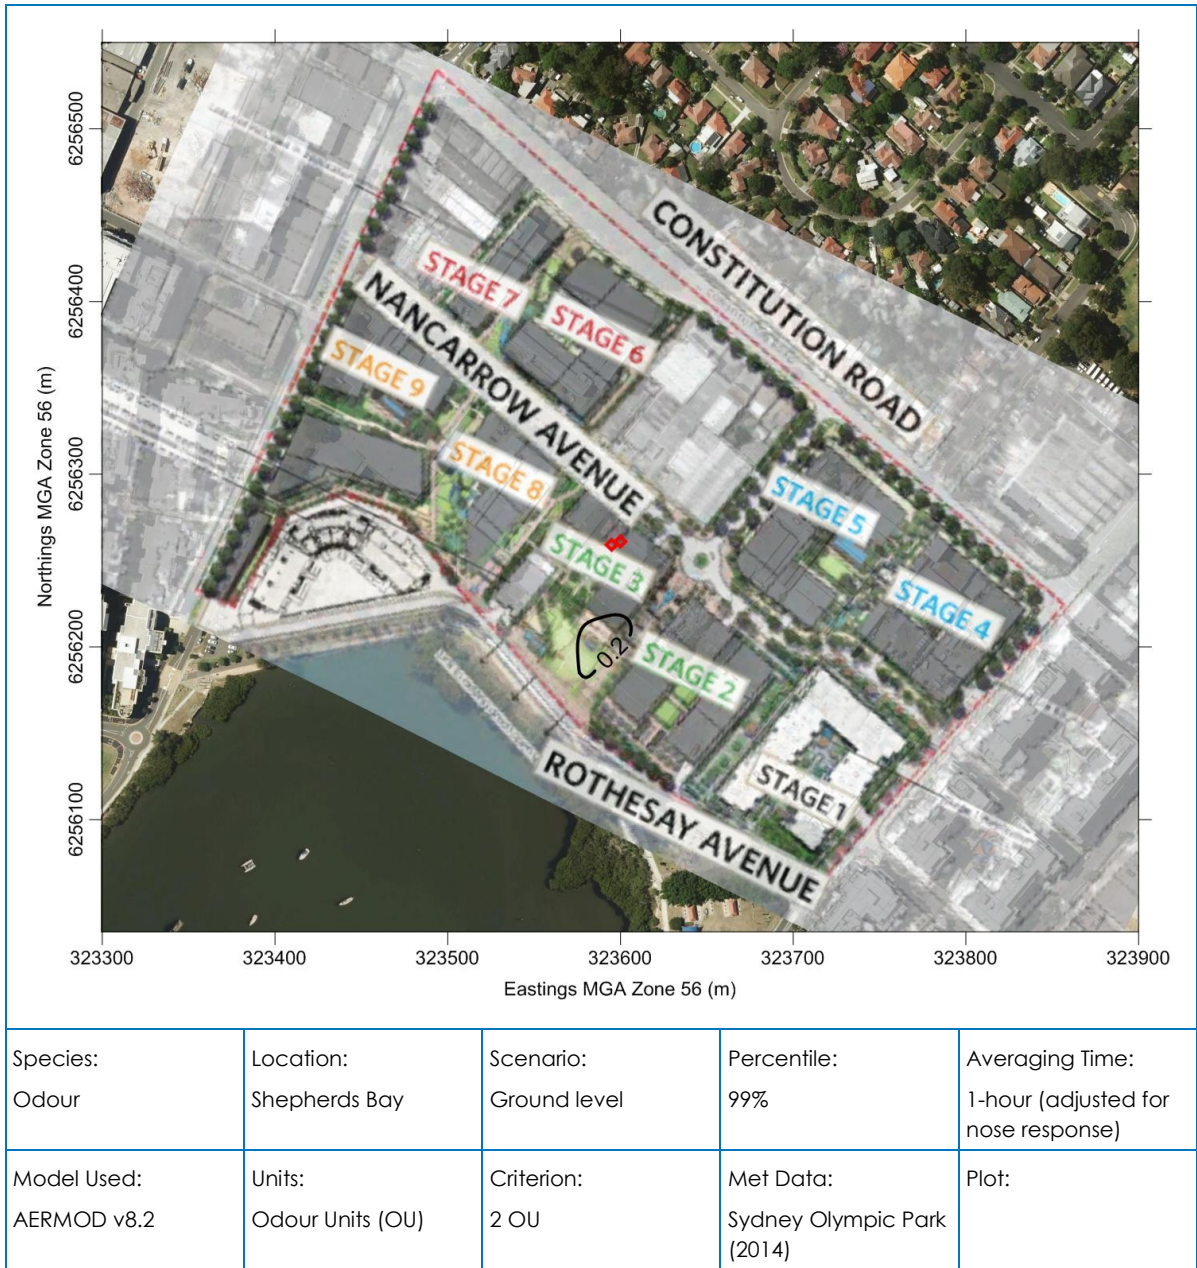 6256500
6256400
6256300
6256200
6256100
Northings MGA Zone 56 (m)
CONSTITUTION ROAD
STAGE 7
NANCARROW AVENUE
STAGE 6
STAGE 9
STAGE 8
STAGE 5
STAGE 3
STAGE 4
0.2
STAGE 2
STAGE 1
ROTHESAY AVENUE
323300 323400 323500 323600 323700 323800 323900
Eastings MGA Zone 56 (m)
Species:
Odour
Location:
Shepherds Bay
Scenario:
Ground level
Percentile:
99%
Averaging Time:
1-hour (adjusted for
nose response)
Model Used:
AERMOD v8.2
Units:
Odour Units (OU)
Criterion:
2 OU
Met Data:
Sydney Olympic Park
(2014)
Plot: